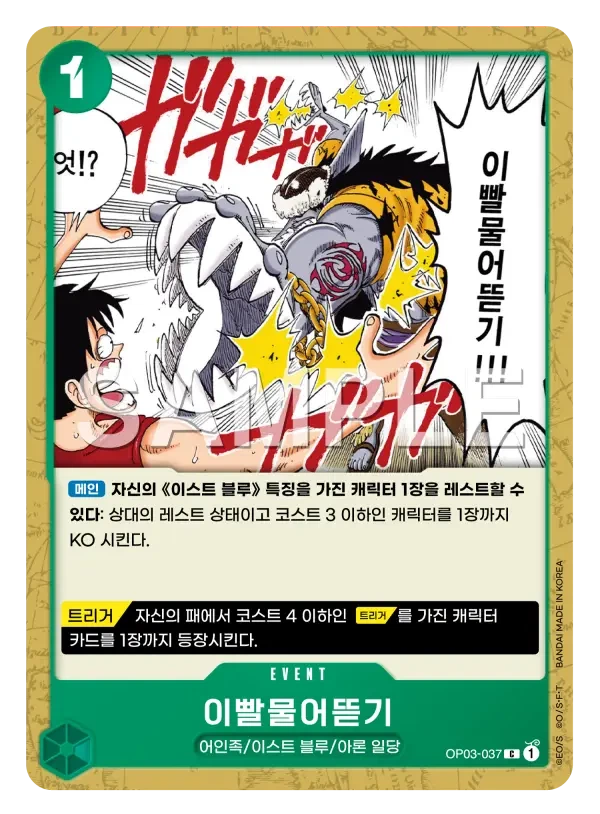 1
엇!?
ガガガ
이빨물어뜯기!!!
ガガ
SAMPLE
메인 자신의 《이스트 블루》 특징을 가진 캐릭터 1장을 레스트할 수
있다: 상대의 레스트 상태이고 코스트 3 이하인 캐릭터를 1장까지
KO 시킨다.
트리거 자신의 패에서 코스트 4 이하인 트리거 를 가진 캐릭터
카드를 1장까지 등장시킨다.
EVENT
이빨물어뜯기
어인족/이스트 블루/아론 일당
OP03-037 C 1
©E.O/S. ©O/S·F·T BANDAI MADE IN KOREA